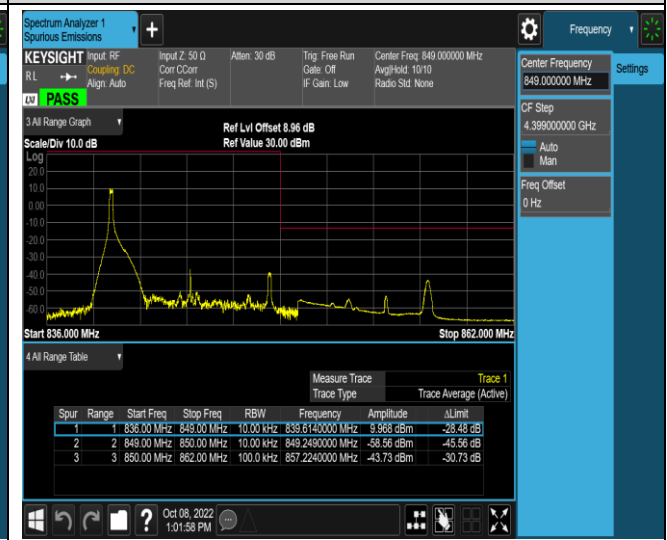 Spectrum Analyzer 1
Spurious Emissions
Frequency
KEYSIGHT Input: RF Input Z: 50 Ω Atten: 30 dB Trig: Free Run Center Freq: 849.000000 MHz
R L Coupling: DC Corr CCorr Gate: Off Avg|Hold: 10/10
Align: Auto Freq Ref: Int (S) IF Gain: Low Radio Std: None
LXI PASS
3 All Range Graph
Ref Lvl Offset 8.96 dB
Scale/Div 10.0 dB Ref Value 30.00 dBm
Log
20.0
10.0
0.00
-10.0
-20.0
-30.0
-40.0
-50.0
-60.0
Start 836.000 MHz Stop 862.000 MHz
4 All Range Table
Measure Trace Trace 1
Trace Type Trace Average (Active)
Spur Range Start Freq Stop Freq RBW Frequency Amplitude ΔLimit
1 1 836.00 MHz 849.00 MHz 10.00 kHz 839.6140000 MHz 9.968 dBm -28.48 dB
2 2 849.00 MHz 850.00 MHz 10.00 kHz 849.2490000 MHz -58.56 dBm -45.56 dB
3 3 850.00 MHz 862.00 MHz 100.0 kHz 857.2240000 MHz -43.73 dBm -30.73 dB
Oct 08, 2022
1:01:58 PM
Center Frequency
849.000000 MHz
Settings
CF Step
4.399000000 GHz
Auto
Man
Freq Offset
0 Hz